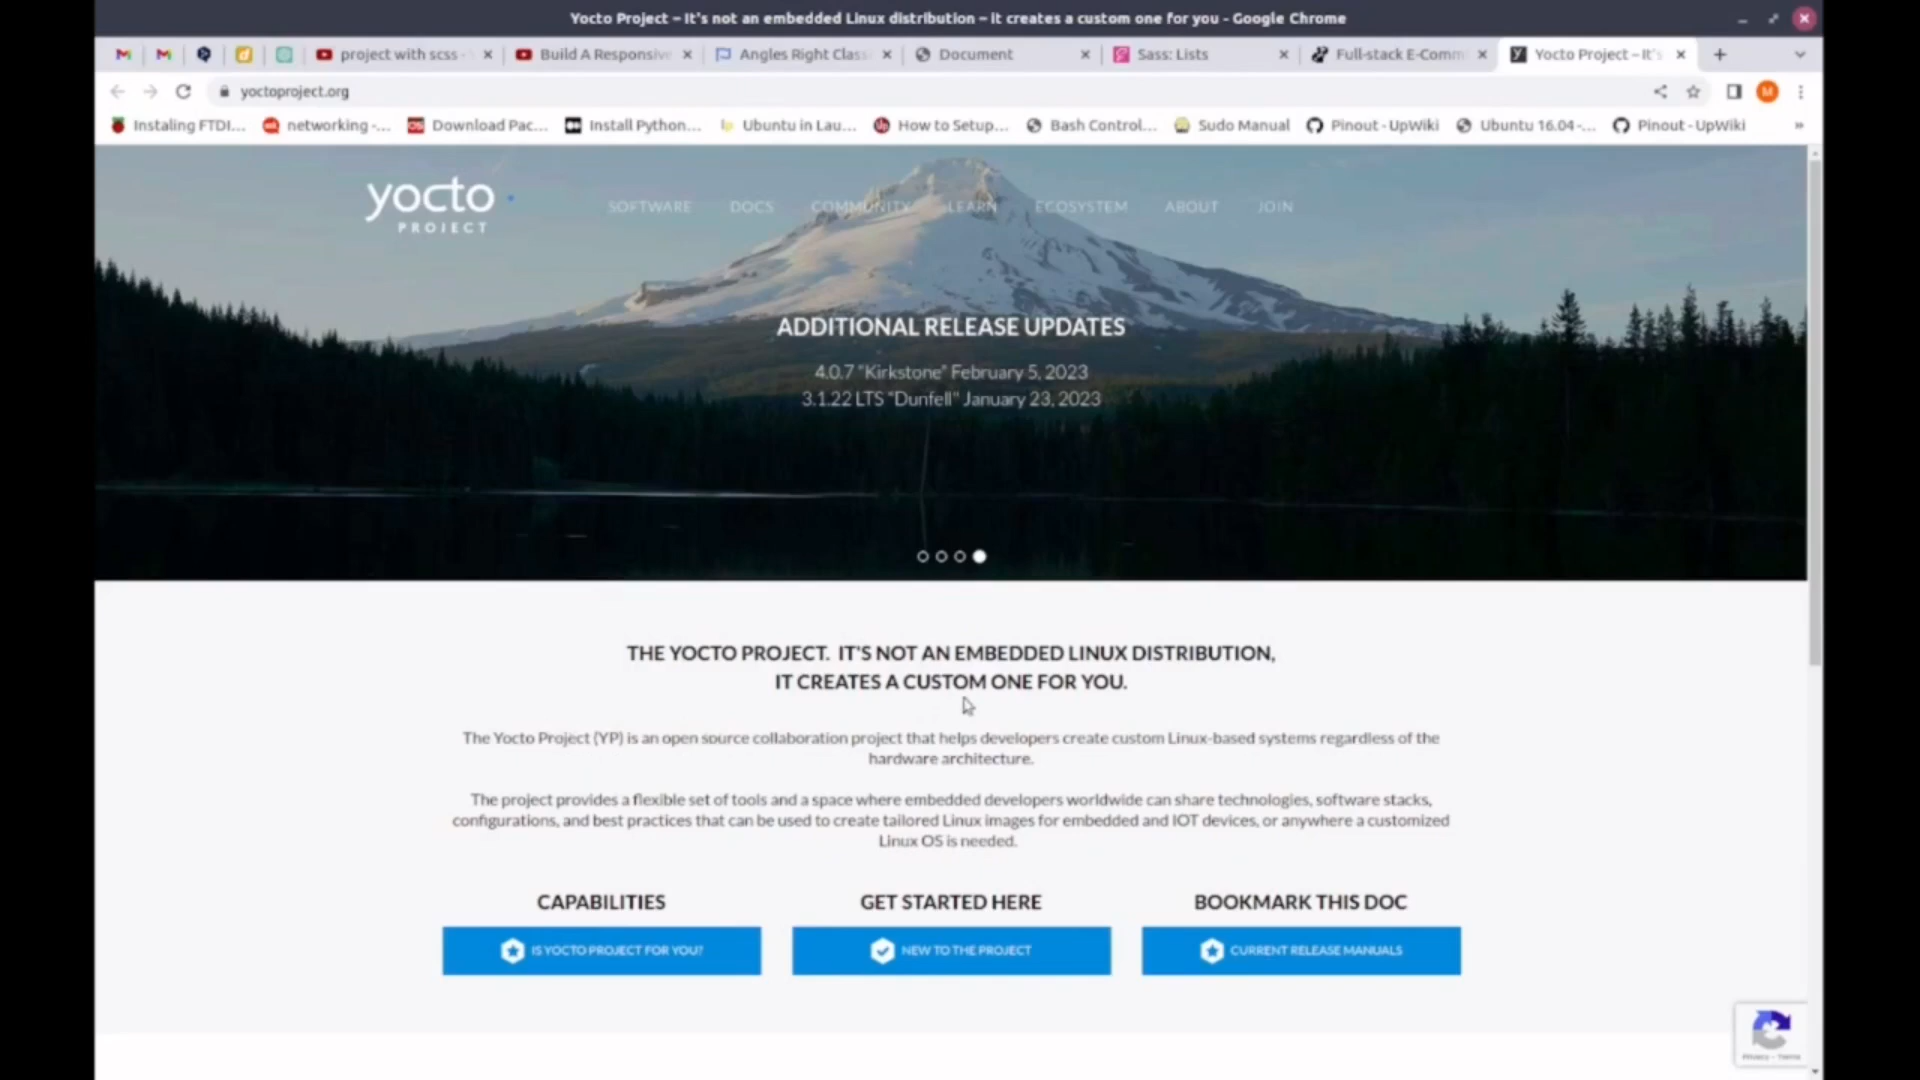 Yocto Project – It's not an embedded Linux distribution – it creates a custom one for you - Google Chrome
project with scss -
Build A Responsive
Angles Right Class
Document
Sass: Lists
Full-stack E-Comm
Yocto Project – It's
yoctoproject.org
M
Instaling FTDI...
networking -...
Download Pac...
Install Python...
Ubuntu in Lau...
How to Setup...
Bash Control...
Sudo Manual
Pinout - UpWiki
Ubuntu 16.04 -...
Pinout - UpWiki
»
yocto
PROJECT
SOFTWARE DOCS COMMUNITY LEARN ECOSYSTEM ABOUT JOIN
ADDITIONAL RELEASE UPDATES
4.0.7 "Kirkstone" February 5, 2023
3.1.22 LTS "Dunfell" January 23, 2023
THE YOCTO PROJECT. IT'S NOT AN EMBEDDED LINUX DISTRIBUTION,
IT CREATES A CUSTOM ONE FOR YOU.
The Yocto Project (YP) is an open source collaboration project that helps developers create custom Linux-based systems regardless of the
hardware architecture.
The project provides a flexible set of tools and a space where embedded developers worldwide can share technologies, software stacks,
configurations, and best practices that can be used to create tailored Linux images for embedded and IOT devices, or anywhere a customized
Linux OS is needed.
CAPABILITIES
IS YOCTO PROJECT FOR YOU?
GET STARTED HERE
NEW TO THE PROJECT
BOOKMARK THIS DOC
CURRENT RELEASE MANUALS
Privacy - Terms